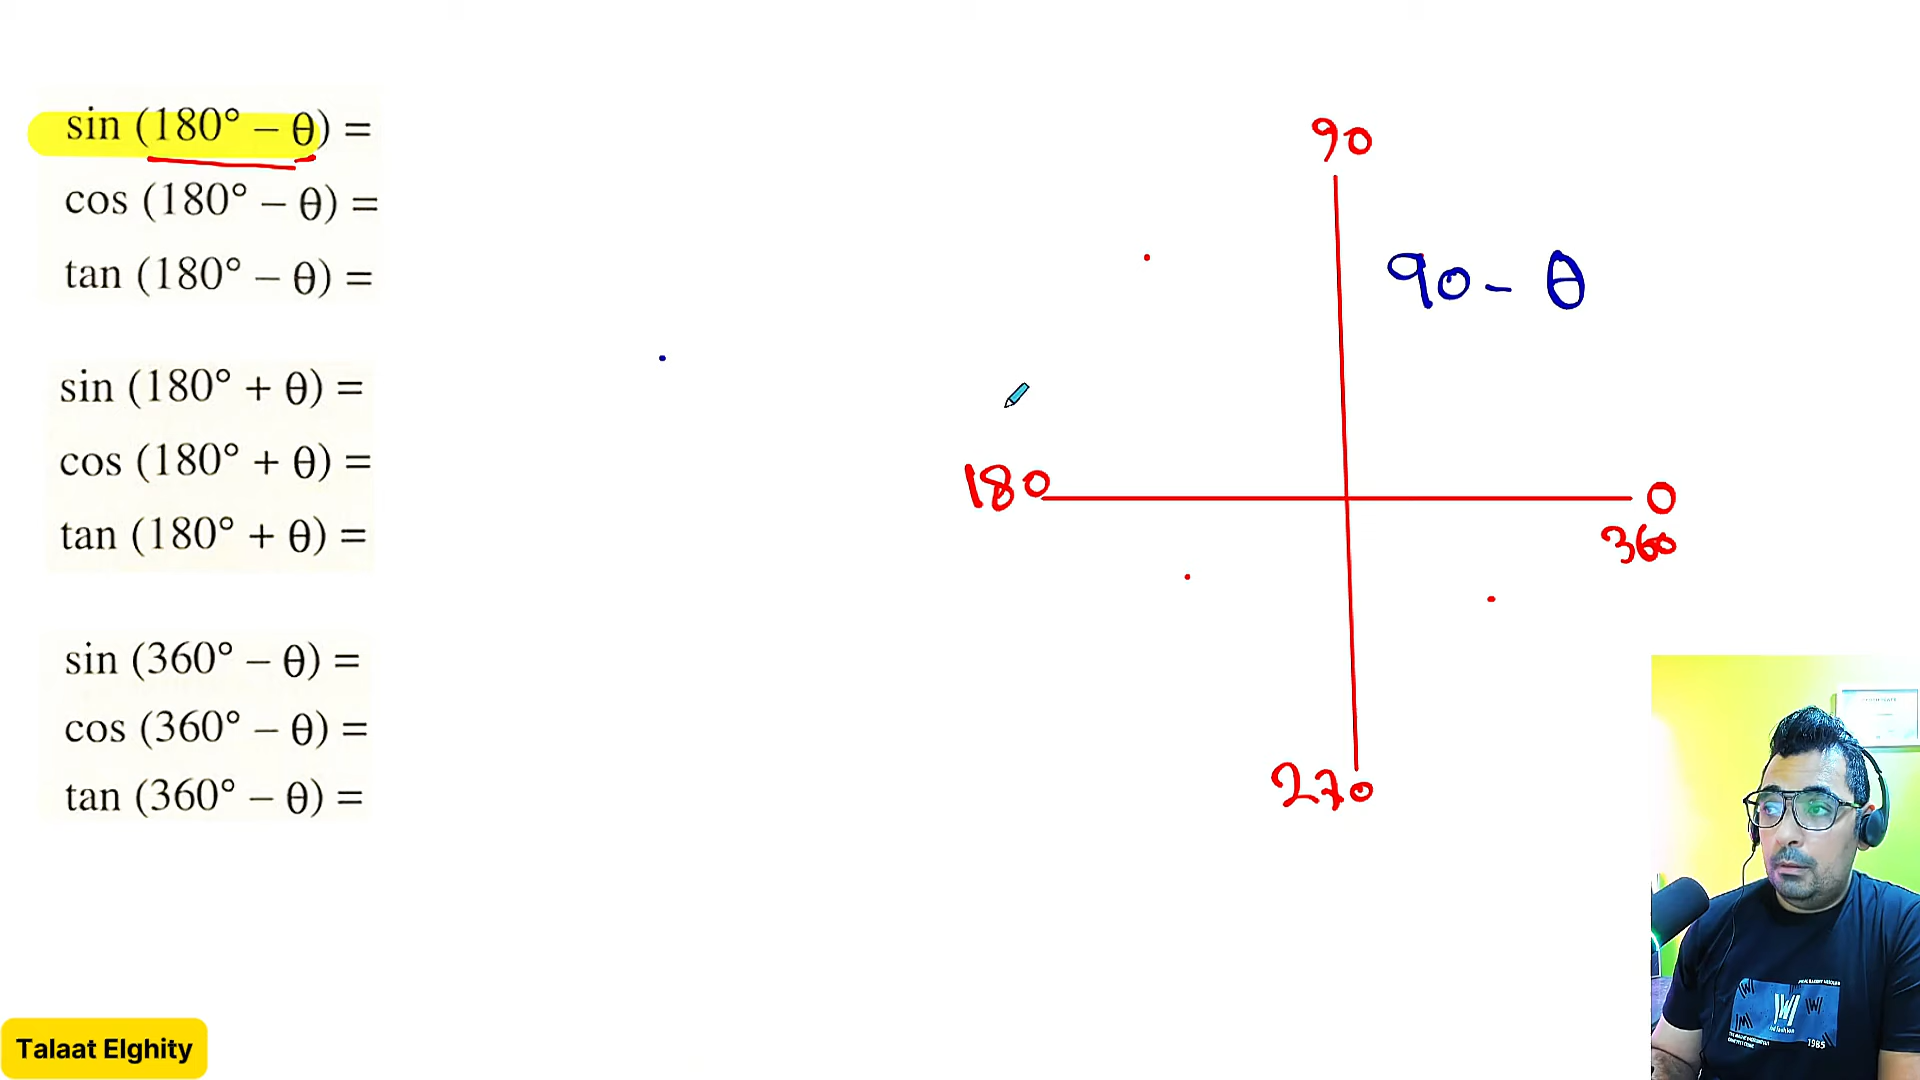 sin (180° – θ) =
cos (180° – θ) =
tan (180° – θ) =
sin (180° + θ) =
cos (180° + θ) =
tan (180° + θ) =
sin (360° – θ) =
cos (360° – θ) =
tan (360° – θ) =
90
90 - θ
180
0
360
270
1985
Talaat Elghity